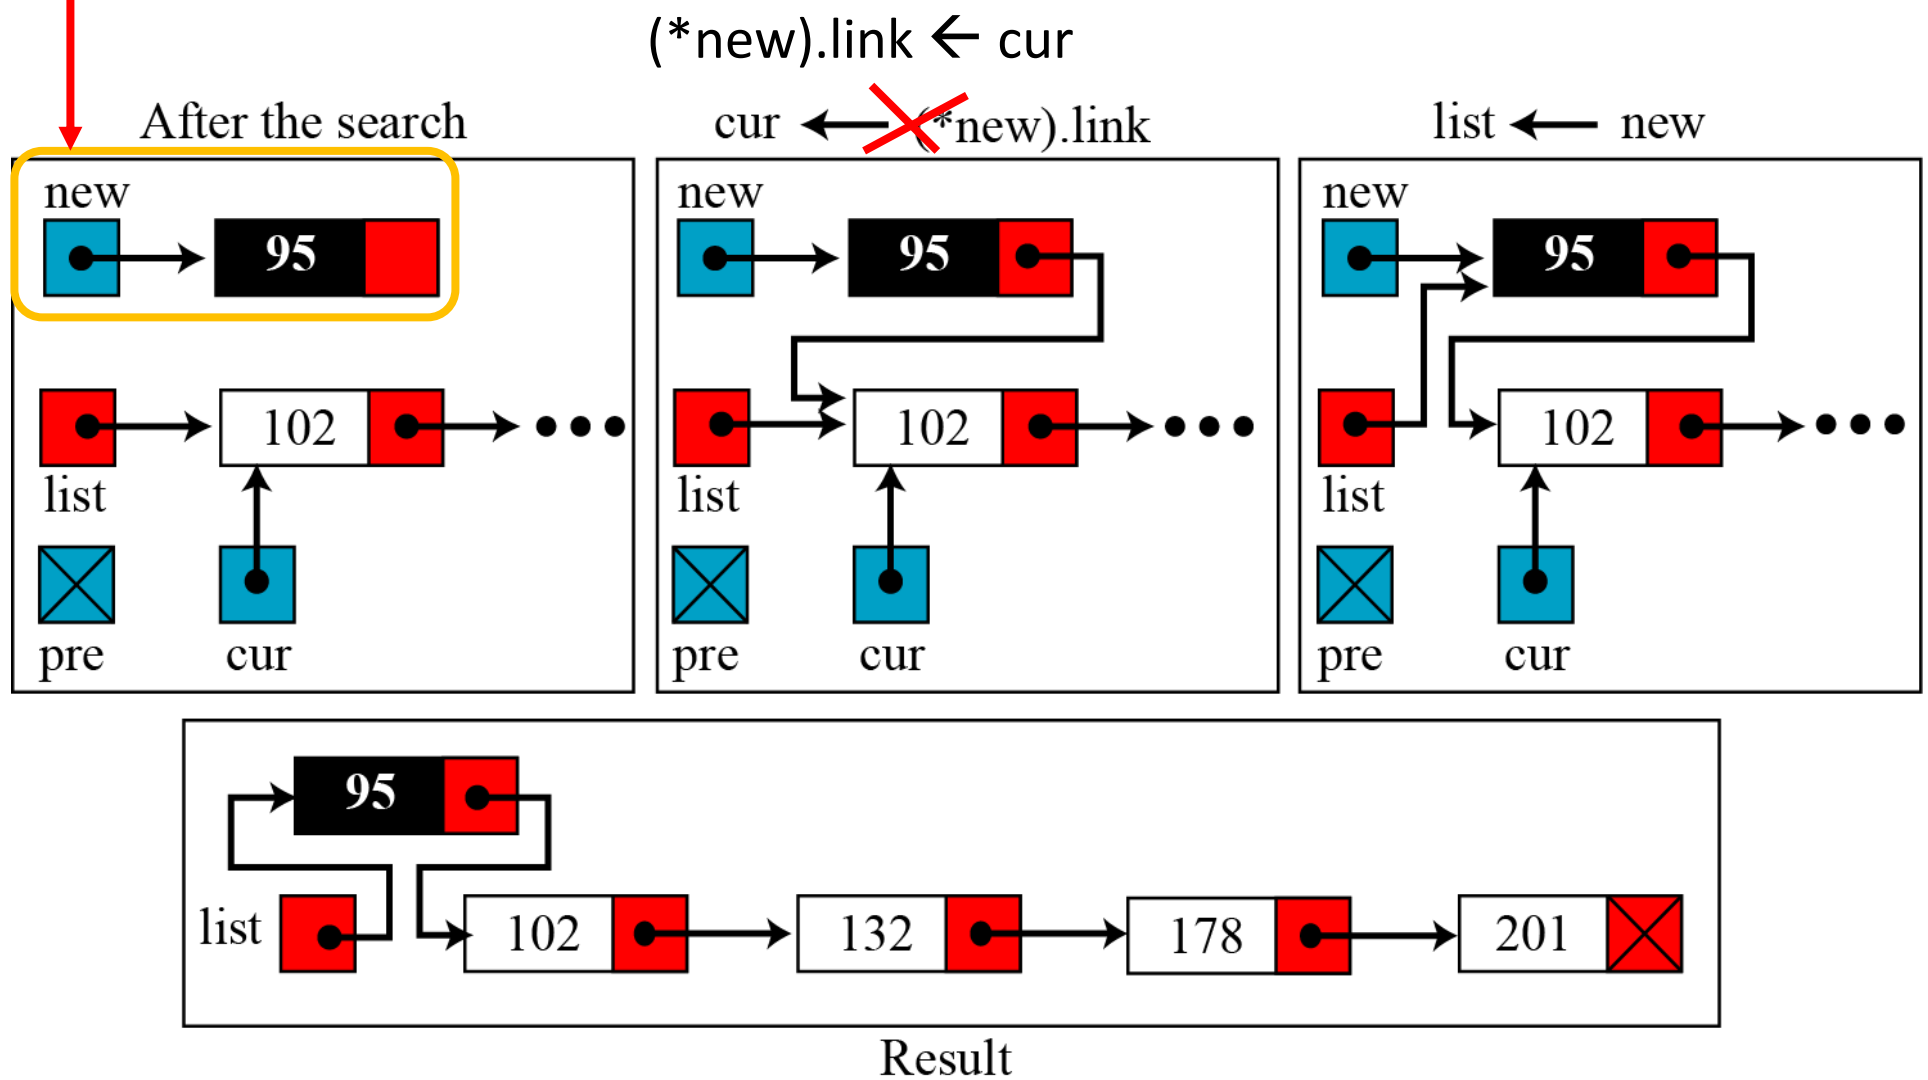 (*new).link ← cur
After the search
cur ← (*new).link
list ← new
new
95
102
list
pre
cur
new
95
102
list
pre
cur
new
95
102
list
pre
cur
95
list
102
132
178
201
Result